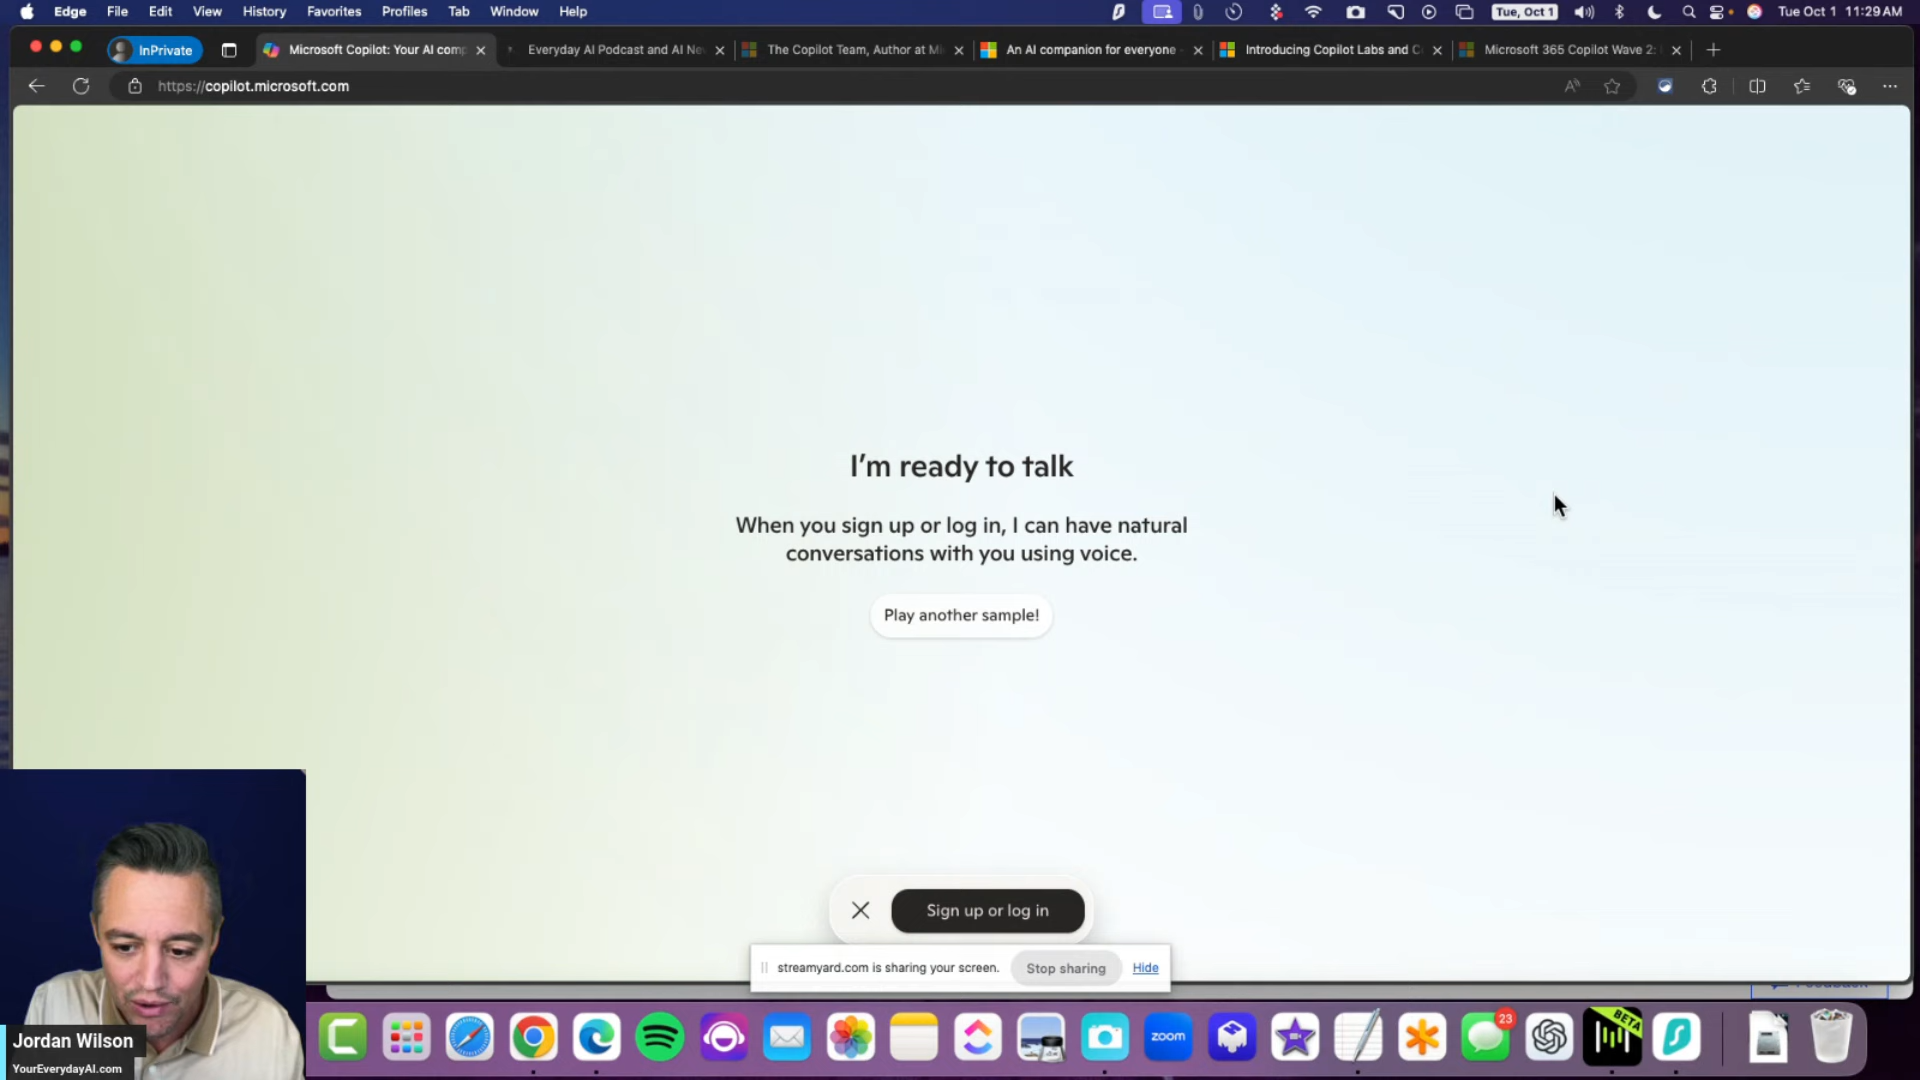 Edge File Edit View History Favorites Profiles Tab Window Help
Tue, Oct 1
Tue Oct 1 11:29 AM
InPrivate
Microsoft Copilot: Your AI comp
Everyday AI Podcast and AI Ne
The Copilot Team, Author at Mi
An AI companion for everyone -
Introducing Copilot Labs and C
Microsoft 365 Copilot Wave 2:
https://copilot.microsoft.com
I'm ready to talk
When you sign up or log in, I can have natural
conversations with you using voice.
Play another sample!
Sign up or log in
streamyard.com is sharing your screen.
Stop sharing
Hide
Jordan Wilson
YourEverydayAI.com
zoom
23
BETA